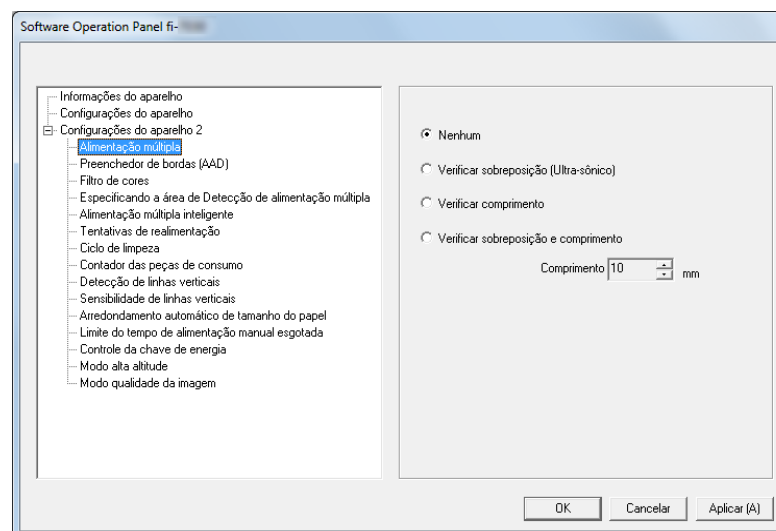 Software Operation Panel fi-
Informações do aparelho
Configurações do aparelho
Configurações do aparelho 2
Alimentação múltipla
Preenchedor de bordas (AAD)
Filtro de cores
Especificando a área de Detecção de alimentação múltipla
Alimentação múltipla inteligente
Tentativas de realimentação
Ciclo de limpeza
Contador das peças de consumo
Detecção de linhas verticais
Sensibilidade de linhas verticais
Arredondamento automático de tamanho do papel
Limite do tempo de alimentação manual esgotada
Controle da chave de energia
Modo alta altitude
Modo qualidade da imagem
Nenhum
Verificar sobreposição (Ultra-sônico)
Verificar comprimento
Verificar sobreposição e comprimento
Comprimento 10 mm
OK Cancelar Aplicar (A)